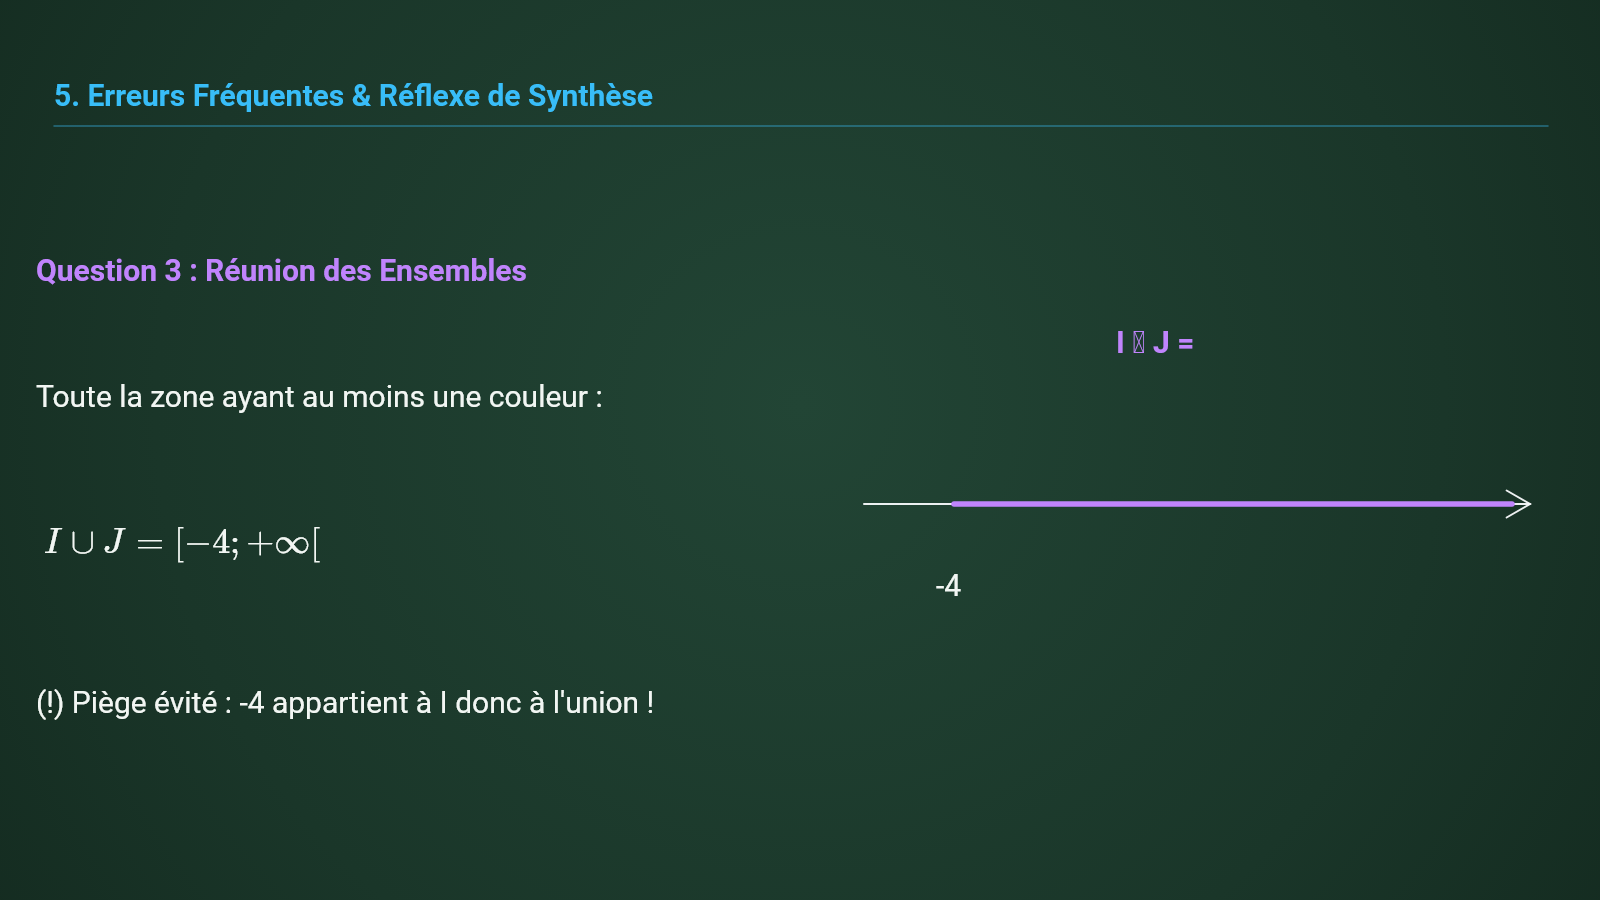 5. Erreurs Fréquentes & Réflexe de Synthèse
Question 3 : Réunion des Ensembles
I ▯ J =
Toute la zone ayant au moins une couleur :
I ∪ J = [−4; +∞[
-4
(!) Piège évité : -4 appartient à I donc à l'union !